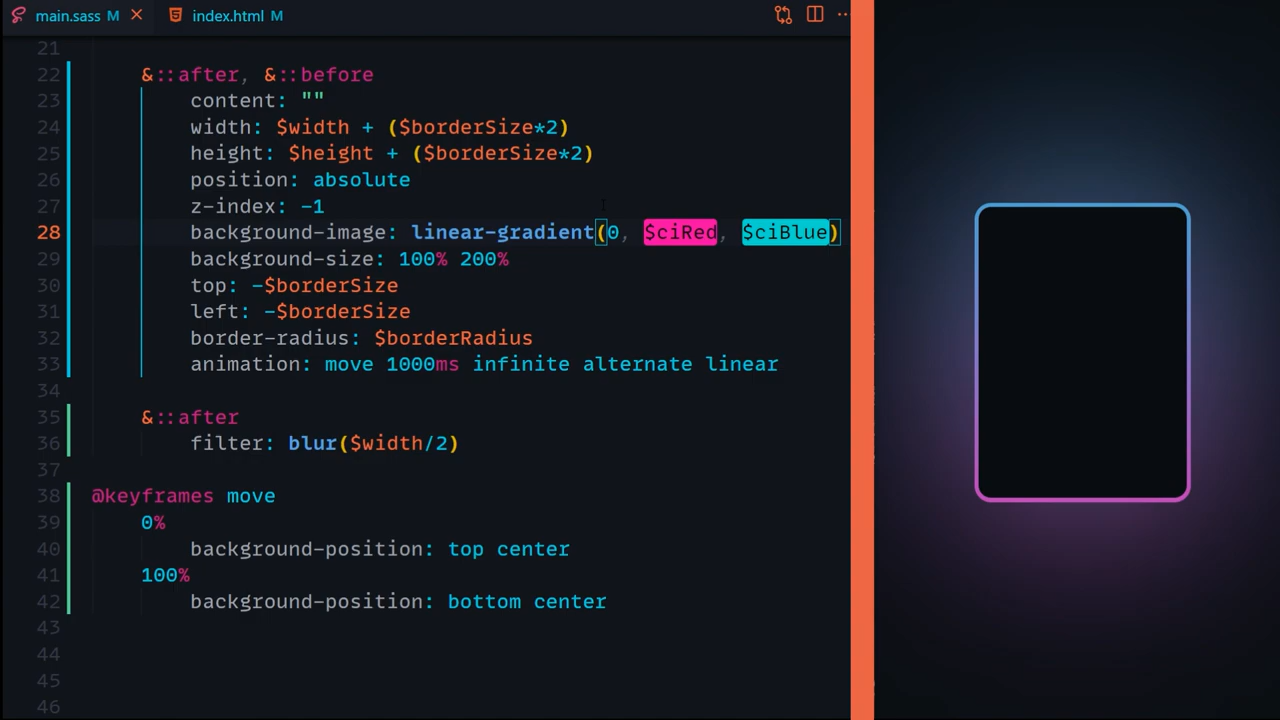 main.sass M
index.html M
21
22 &::after, &::before
23 content: ""
24 width: $width + ($borderSize*2)
25 height: $height + ($borderSize*2)
26 position: absolute
27 z-index: -1
28 background-image: linear-gradient(0, $ciRed, $ciBlue)
29 background-size: 100% 200%
30 top: -$borderSize
31 left: -$borderSize
32 border-radius: $borderRadius
33 animation: move 1000ms infinite alternate linear
34
35 &::after
36 filter: blur($width/2)
37
38 @keyframes move
39 0%
40 background-position: top center
41 100%
42 background-position: bottom center
43
44
45
46